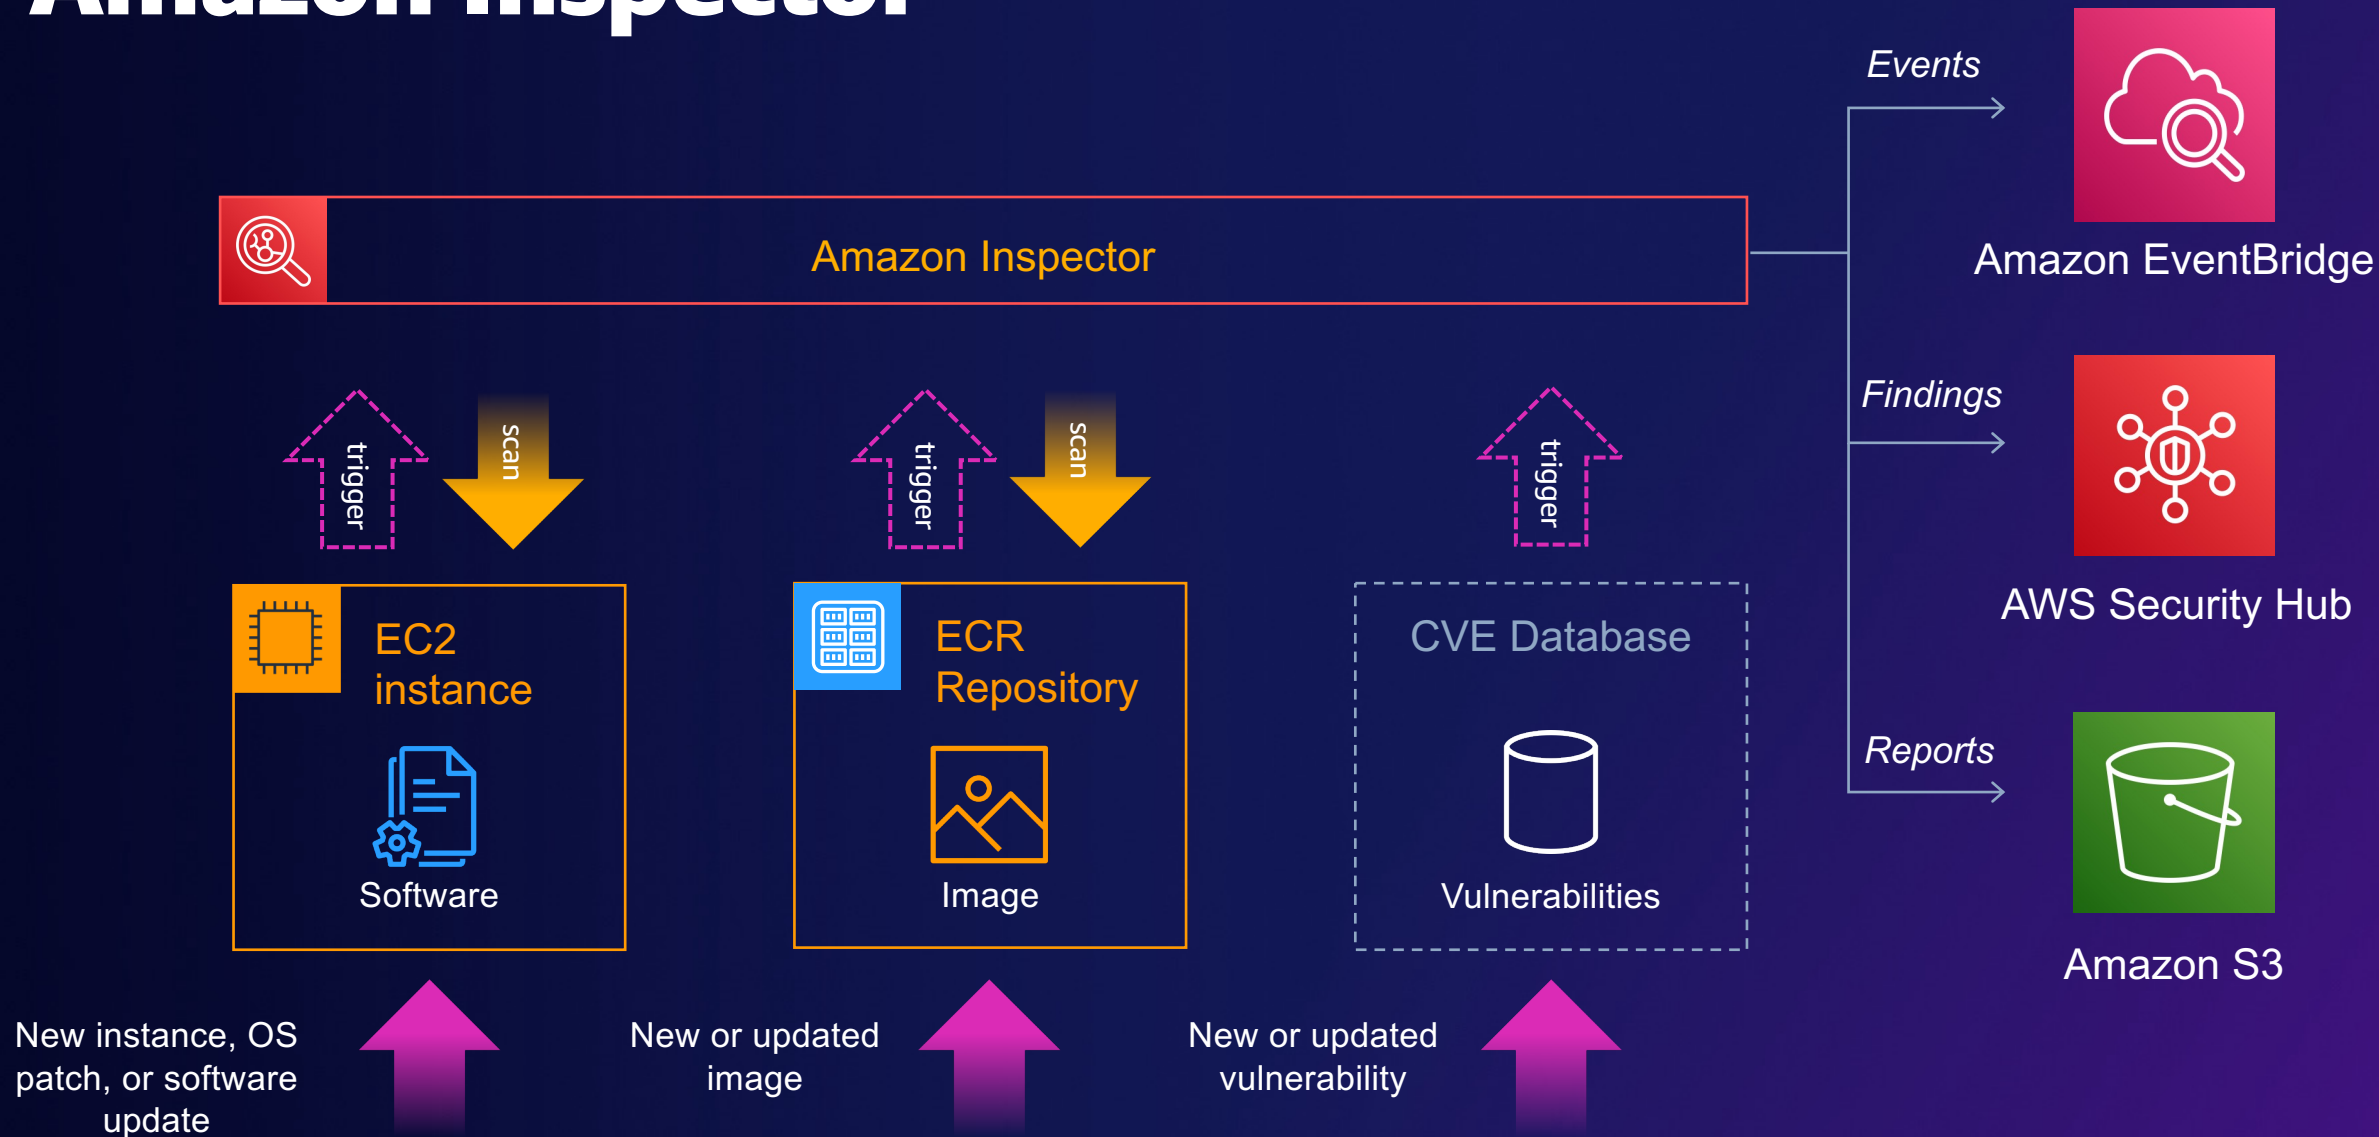 Amazon Inspector
Events
Amazon EventBridge
Amazon Inspector
Findings
AWS Security Hub
trigger
scan
trigger
scan
trigger
EC2
instance
Software
ECR
Repository
Image
CVE Database
Vulnerabilities
Reports
Amazon S3
New instance, OS
patch, or software
update
New or updated
image
New or updated
vulnerability